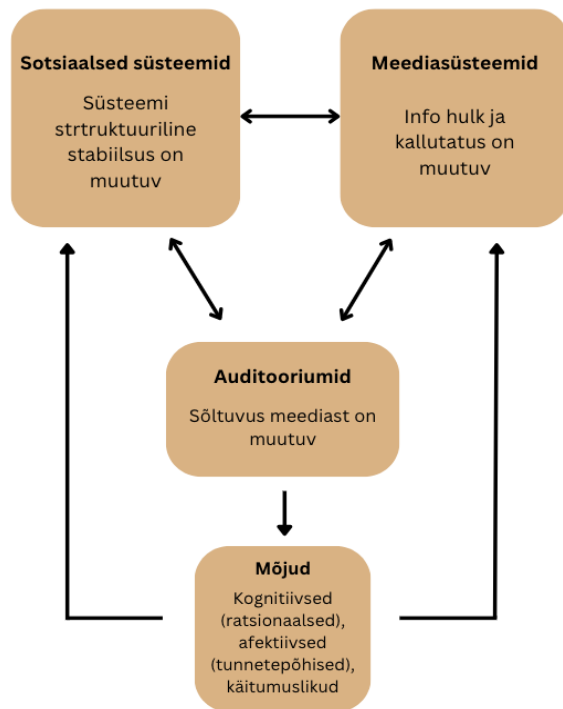 Sotsiaalsed süsteemid
Süsteemi
strtruktuuriline
stabiilsus on
muutuv
Meediasüsteemid
Info hulk ja
kallutatus on
muutuv
Auditooriumid
Sõltuvus meediast on
muutuv
Mõjud
Kognitiivsed
(ratsionaalsed),
afektiivsed
(tunnetepõhised),
käitumuslikud